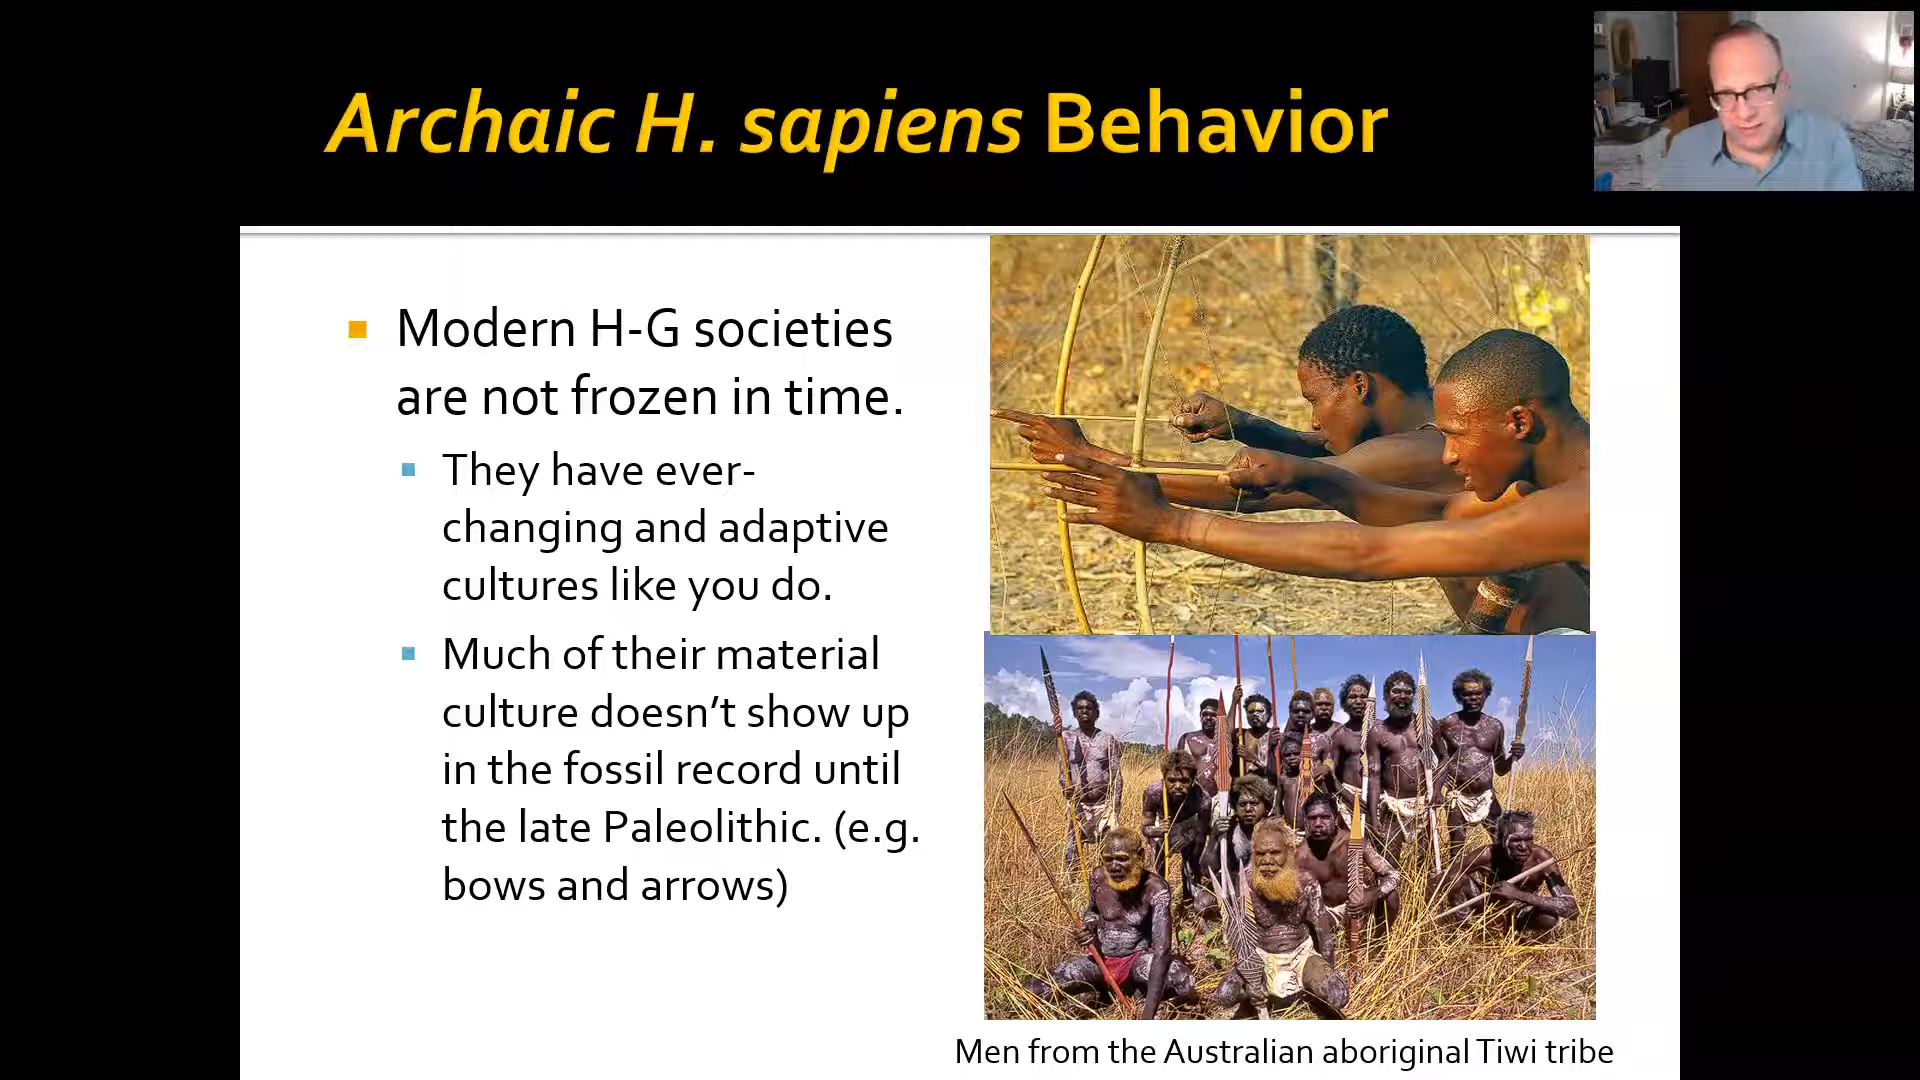 Archaic H. sapiens Behavior
Modern H-G societies
are not frozen in time.
They have ever-
changing and adaptive
cultures like you do.
Much of their material
culture doesn’t show up
in the fossil record until
the late Paleolithic. (e.g.
bows and arrows)
Men from the Australian aboriginal Tiwi tribe